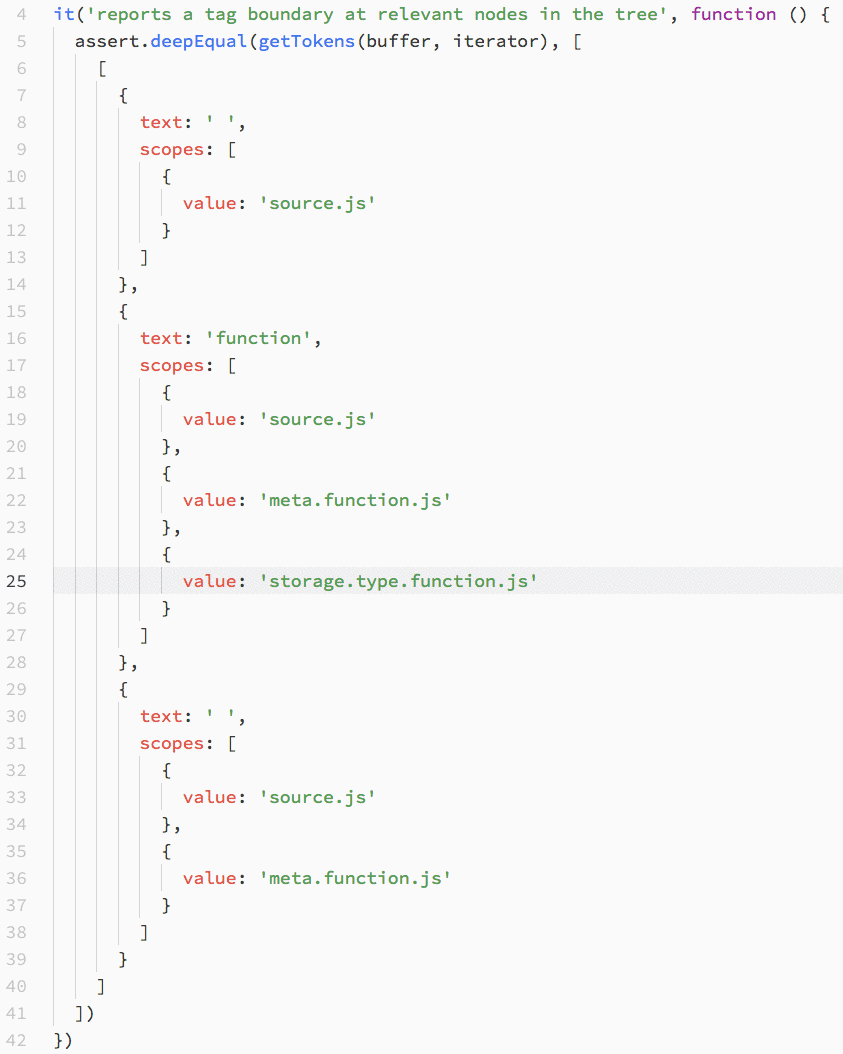 4 it('reports a tag boundary at relevant nodes in the tree', function () {
5   assert.deepEqual(getTokens(buffer, iterator), [
6     [
7       {
8         text: ' ',
9         scopes: [
10           {
11             value: 'source.js'
12           }
13         ]
14       },
15       {
16         text: 'function',
17         scopes: [
18           {
19             value: 'source.js'
20           },
21           {
22             value: 'meta.function.js'
23           },
24           {
25             value: 'storage.type.function.js'
26           }
27         ]
28       },
29       {
30         text: ' ',
31         scopes: [
32           {
33             value: 'source.js'
34           },
35           {
36             value: 'meta.function.js'
37           }
38         ]
39       }
40     ]
41   ])
42 })